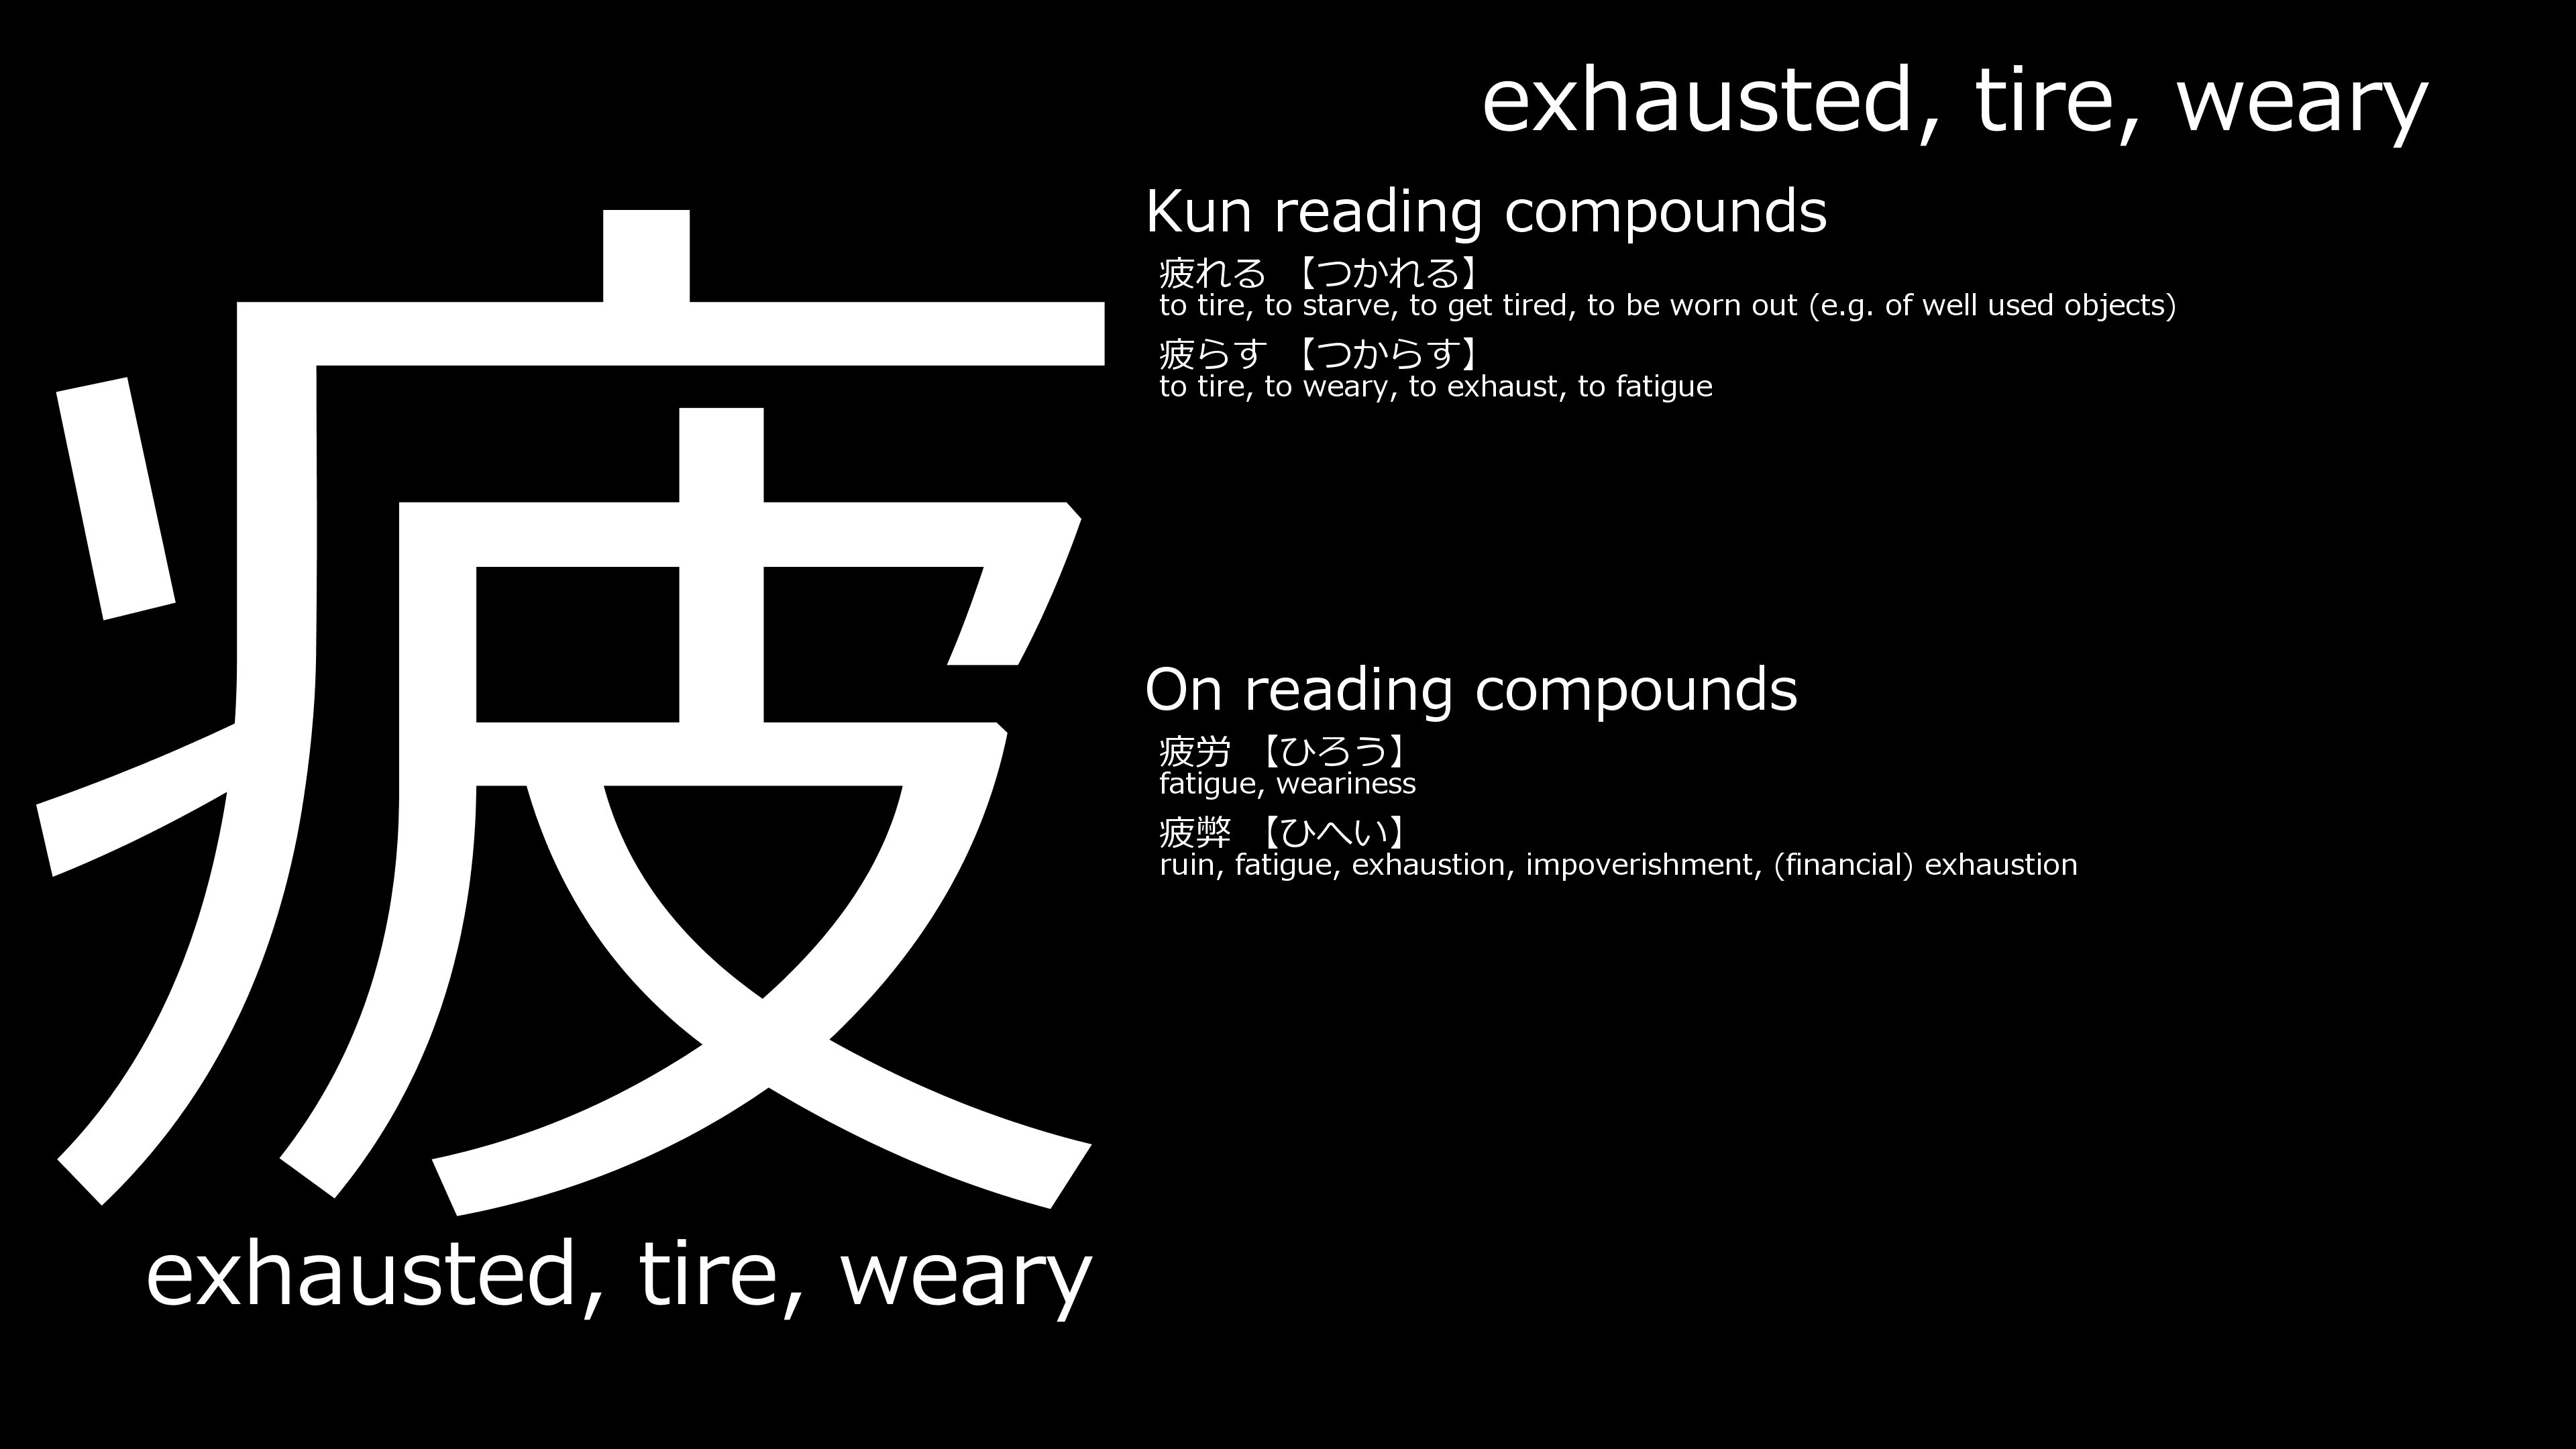 疲
exhausted, tire, weary
exhausted, tire, weary
Kun reading compounds
疲れる 【つかれる】
to tire, to starve, to get tired, to be worn out (e.g. of well used objects)
疲らす 【つからす】
to tire, to weary, to exhaust, to fatigue
On reading compounds
疲労 【ひろう】
fatigue, weariness
疲弊 【ひへい】
ruin, fatigue, exhaustion, impoverishment, (financial) exhaustion